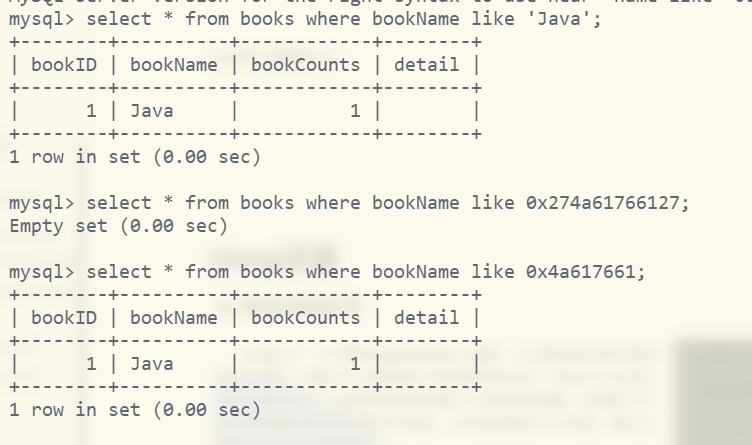 mysql> select * from books where bookName like 'Java';
+--------+----------+------------+--------+
| bookID | bookName | bookCounts | detail |
+--------+----------+------------+--------+
|      1 | Java     |          1 |        |
+--------+----------+------------+--------+
1 row in set (0.00 sec)
mysql> select * from books where bookName like 0x274a61766127;
Empty set (0.00 sec)
mysql> select * from books where bookName like 0x4a617661;
+--------+----------+------------+--------+
| bookID | bookName | bookCounts | detail |
+--------+----------+------------+--------+
|      1 | Java     |          1 |        |
+--------+----------+------------+--------+
1 row in set (0.00 sec)